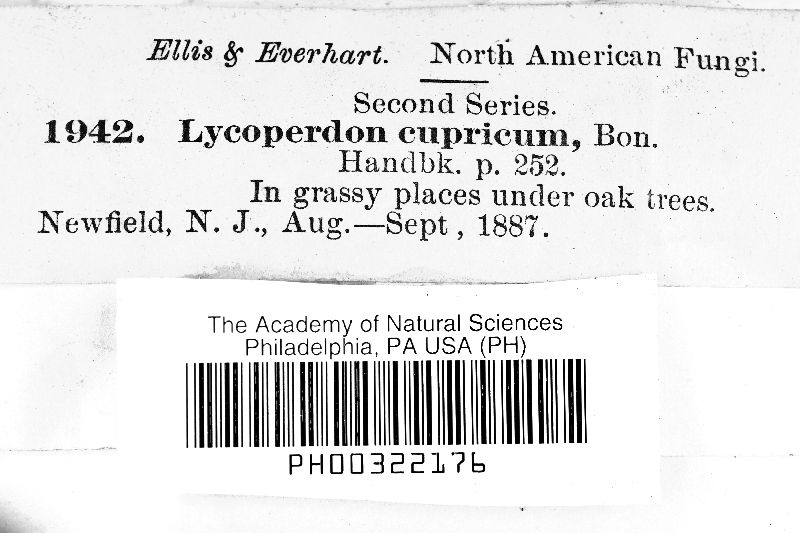 Ellis & Everhart. North American Fungi.
Second Series.
1942. Lycoperdon cupricum, Bon.
Handbk. p. 252.
In grassy places under oak trees.
Newfield, N. J., Aug.—Sept, 1887.
The Academy of Natural Sciences
Philadelphia, PA USA (PH)
PH00322176